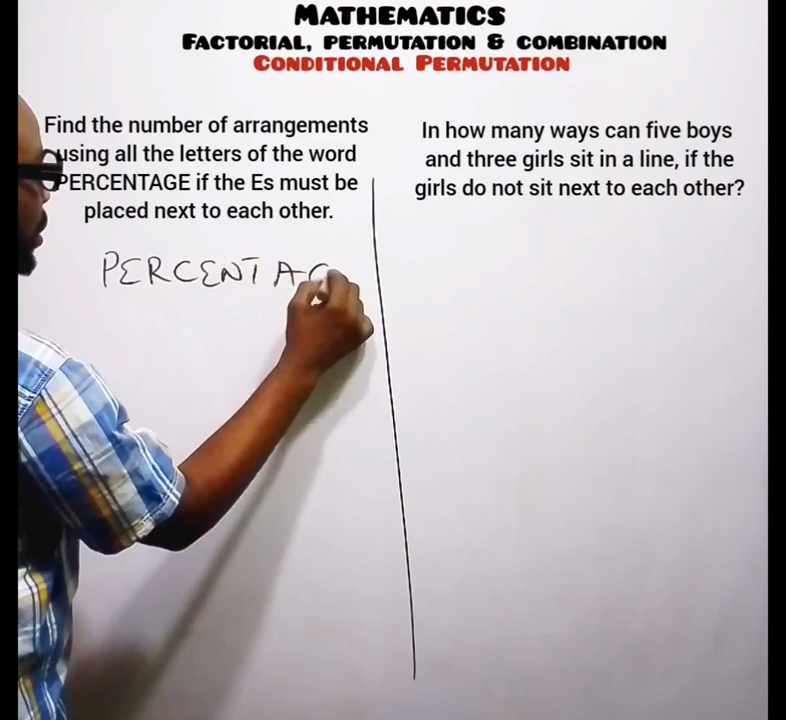 MATHEMATICS
FACTORIAL, PERMUTATION & COMBINATION
CONDITIONAL PERMUTATION
Find the number of arrangements
using all the letters of the word
PERCENTAGE if the Es must be
placed next to each other.
PERCENTAG
In how many ways can five boys
and three girls sit in a line, if the
girls do not sit next to each other?